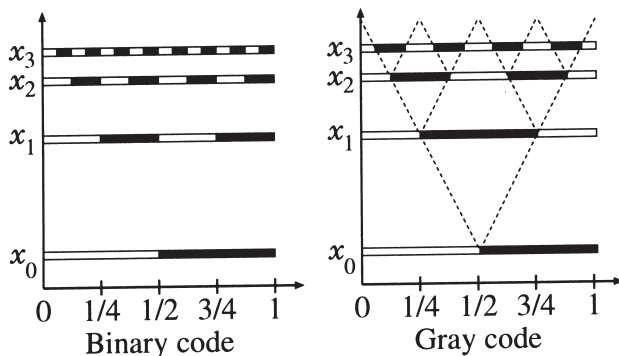 x₃
x₂
x₁
x₀
0 1/4 1/2 3/4 1
Binary code
x₃
x₂
x₁
x₀
0 1/4 1/2 3/4 1
Gray code